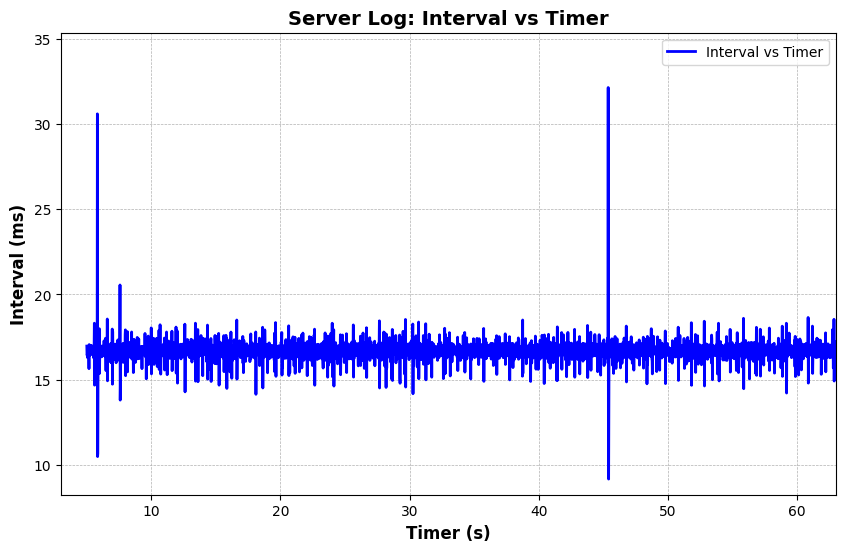 Server Log: Interval vs Timer
Interval vs Timer
Interval (ms)
35
30
25
20
15
10
10 20 30 40 50 60
Timer (s)